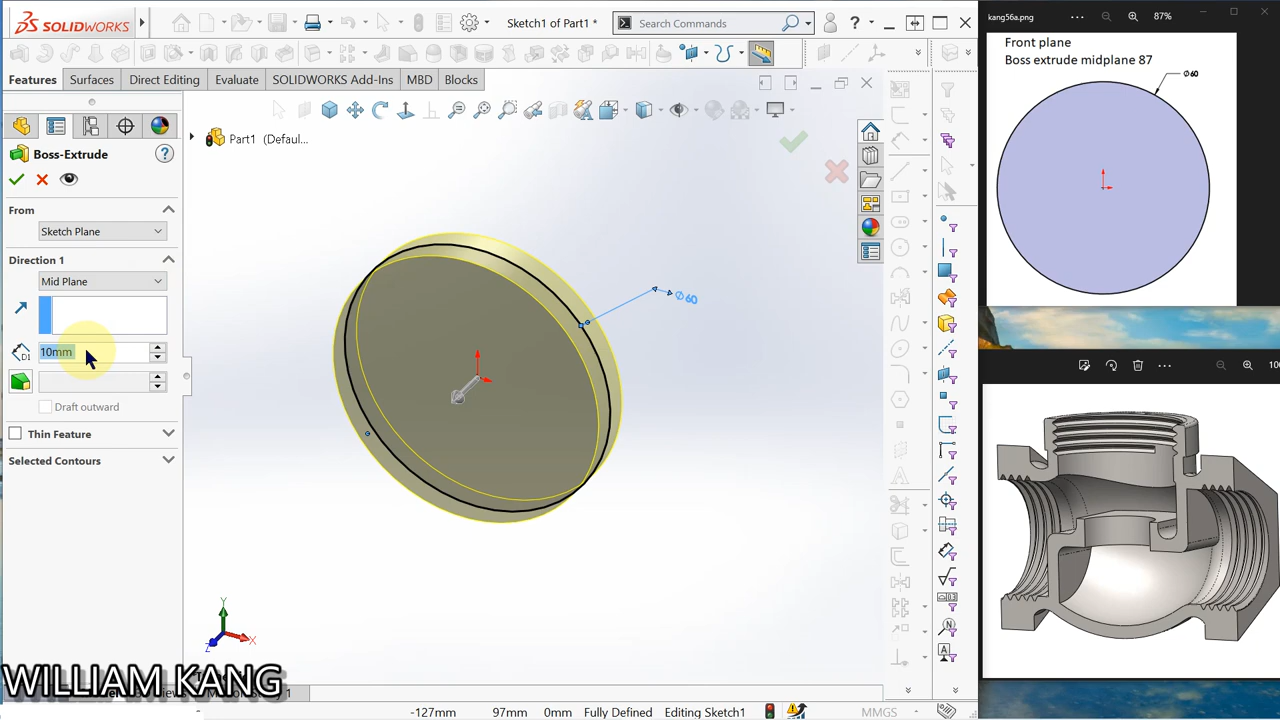 SOLIDWORKS
Sketch1 of Part1 *
Search Commands
Features
Surfaces
Direct Editing
Evaluate
SOLIDWORKS Add-Ins
MBD
Blocks
Part1 (Defaul...
Boss-Extrude
From
Sketch Plane
Direction 1
Mid Plane
10mm
Draft outward
Thin Feature
Selected Contours
Ø60
Y
X
Z
WILLIAM KANG
-127mm
97mm
0mm
Fully Defined
Editing Sketch1
MMGS
kang56a.png
87%
Front plane
Boss extrude midplane 87
Ø60